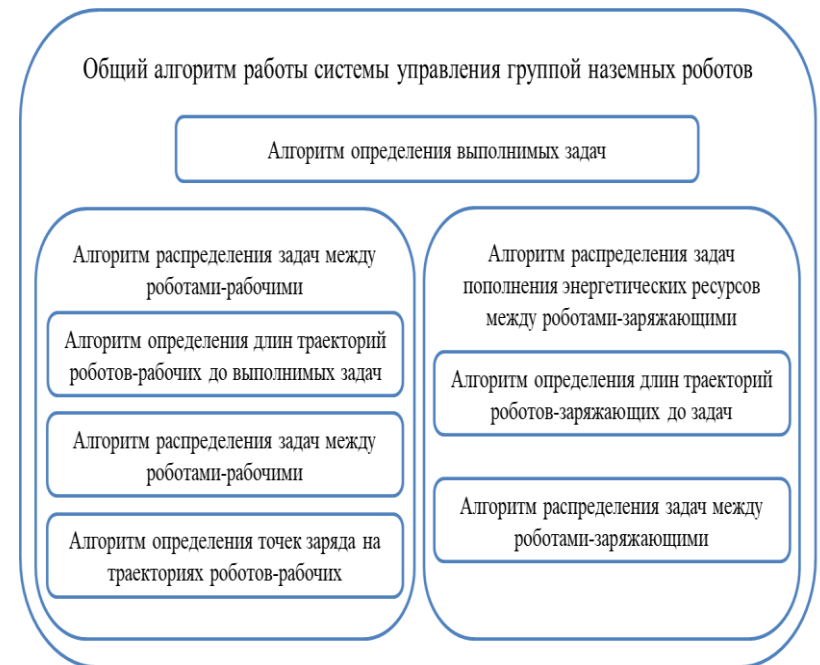 Общий алгоритм работы системы управления группой наземных роботов
Алгоритм определения выполнимых задач
Алгоритм распределения задач между
роботами-рабочими
Алгоритм определения длин траекторий
роботов-рабочих до выполнимых задач
Алгоритм распределения задач между
роботами-рабочими
Алгоритм определения точек заряда на
траекториях роботов-рабочих
Алгоритм распределения задач
пополнения энергетических ресурсов
между роботами-заряжающими
Алгоритм определения длин траекторий
роботов-заряжающих до задач
Алгоритм распределения задач между
роботами-заряжающими